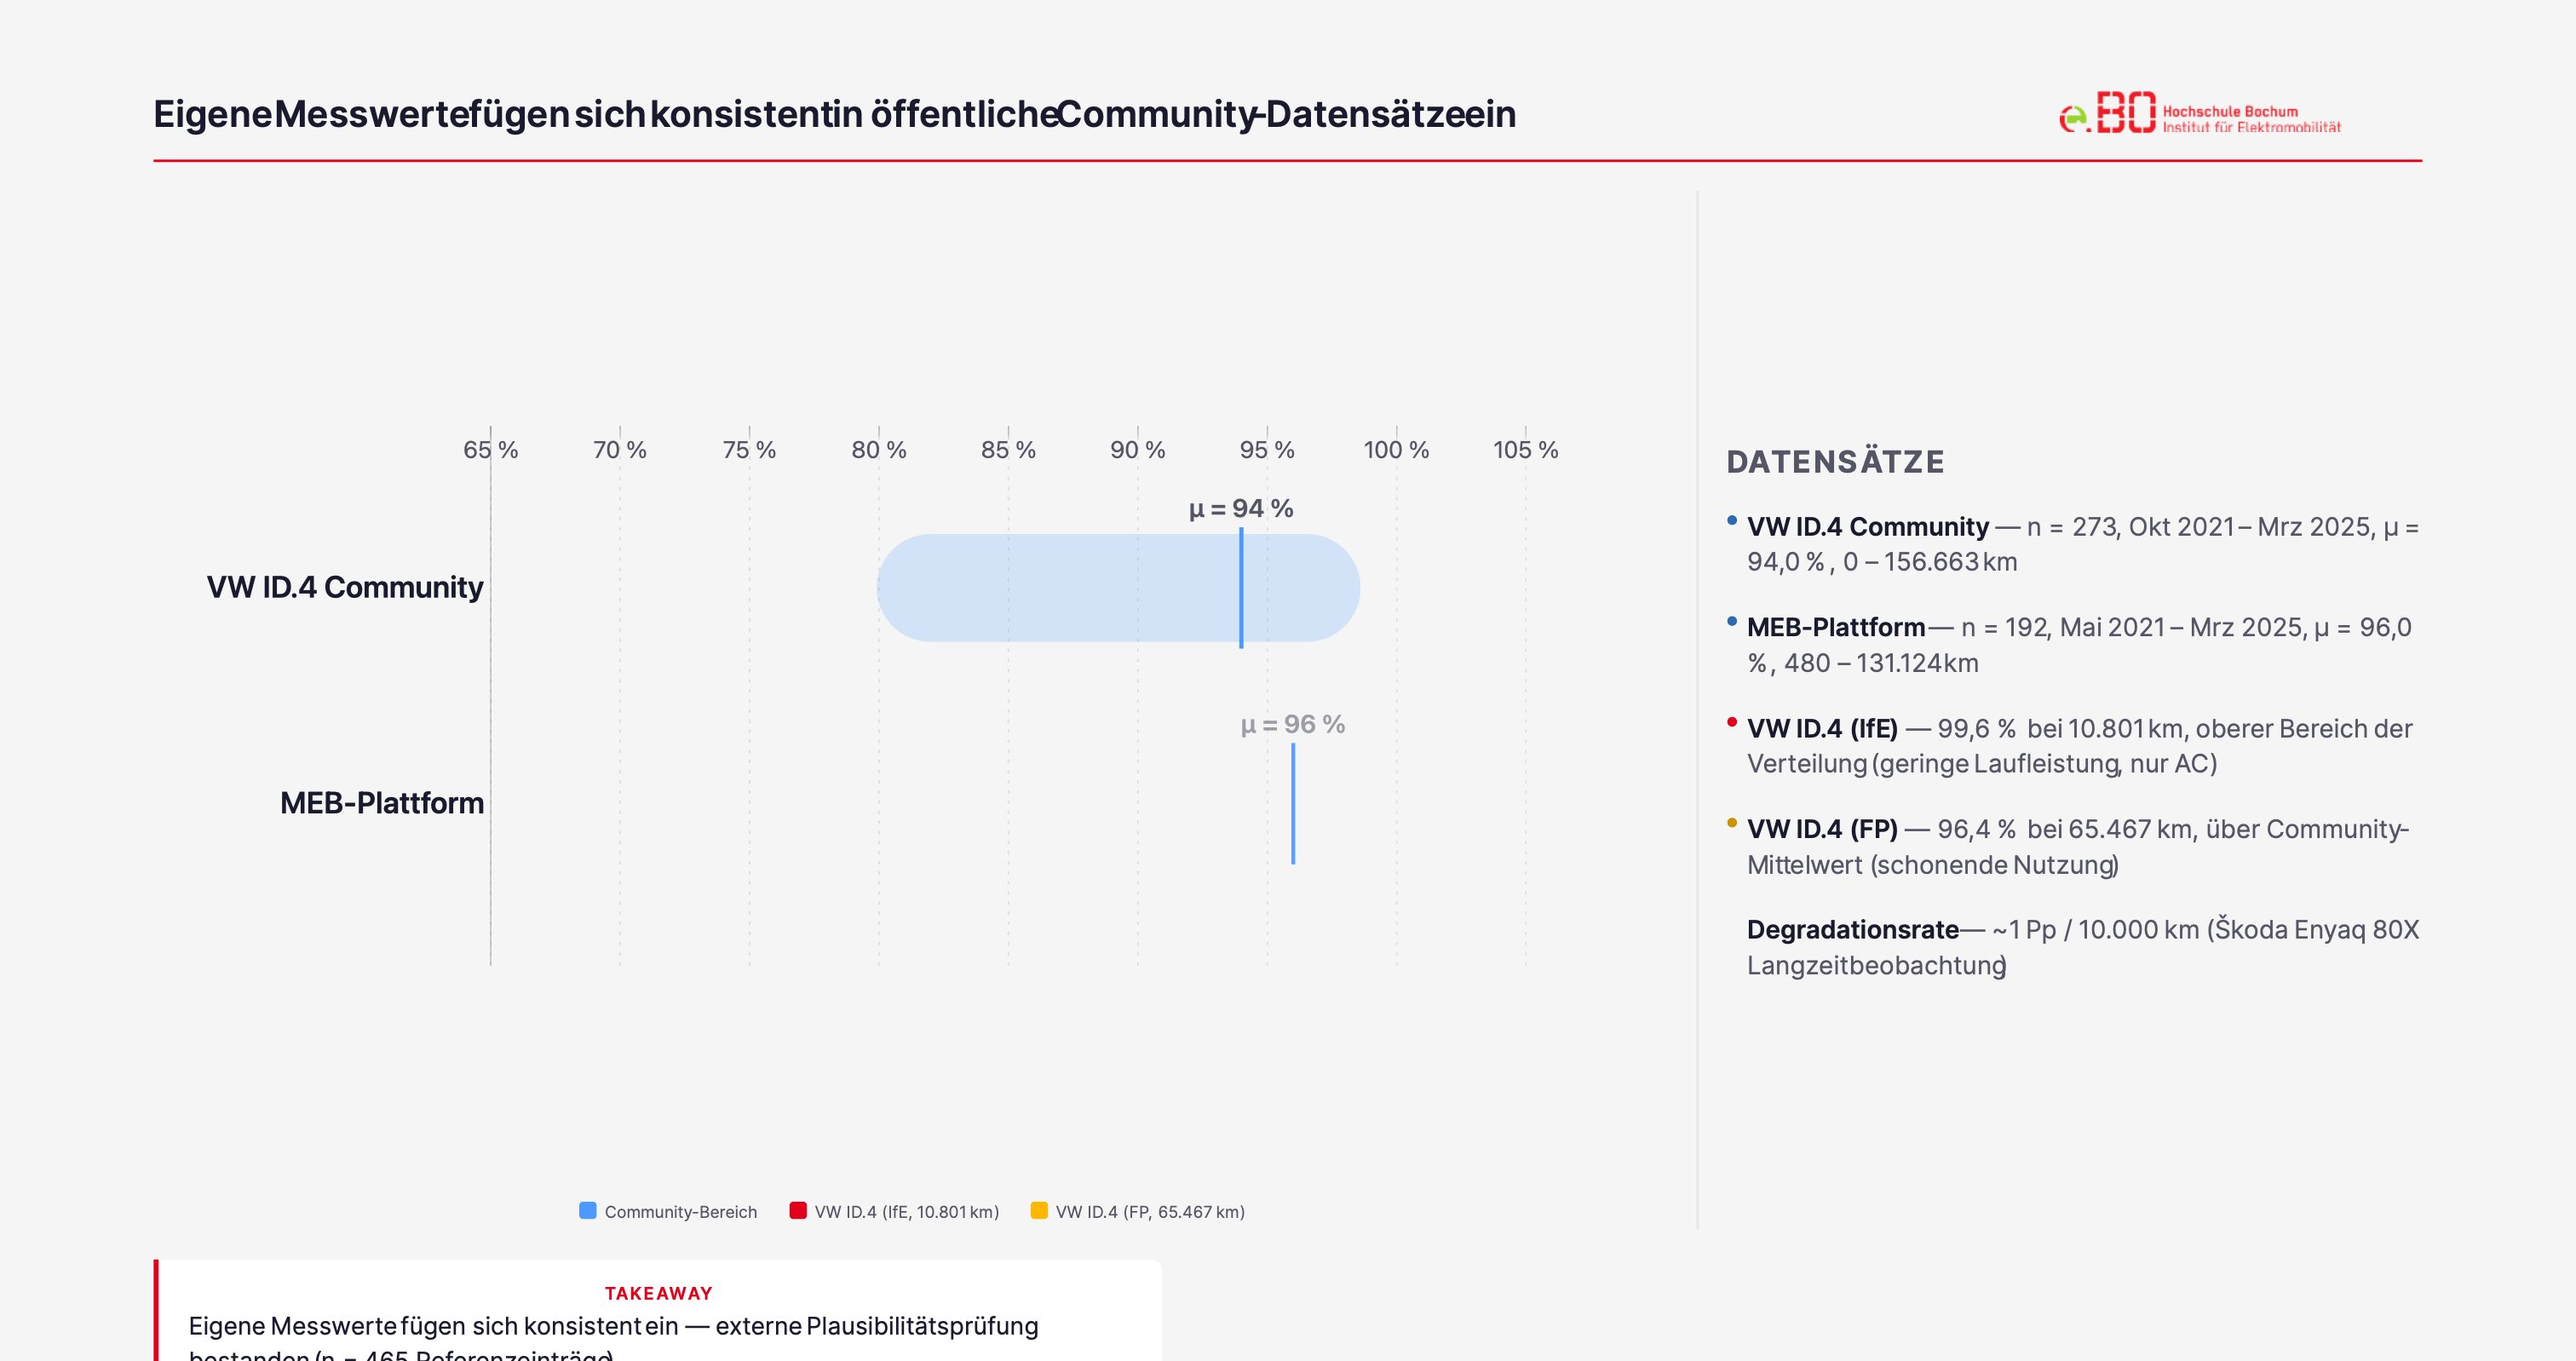 Eigene Messwerte fügen sich konsistent in öffentliche Community-Datensätze ein
e.BO Hochschule Bochum
Institut für Elektromobilität
65 % 70 % 75 % 80 % 85 % 90 % 95 % 100 % 105 %
μ = 94 %
VW ID.4 Community
μ = 96 %
MEB-Plattform
Community-Bereich VW ID.4 (IfE, 10.801 km) VW ID.4 (FP, 65.467 km)
DATENSÄTZE
VW ID.4 Community — n = 273, Okt 2021 – Mrz 2025, μ =
94,0 % , 0 – 156.663 km
MEB-Plattform — n = 192, Mai 2021 – Mrz 2025, μ = 96,0
% , 480 – 131.124 km
VW ID.4 (IfE) — 99,6 % bei 10.801 km, oberer Bereich der
Verteilung (geringe Laufleistung, nur AC)
VW ID.4 (FP) — 96,4 % bei 65.467 km, über Community-
Mittelwert (schonende Nutzung)
Degradationsrate — ~1 Pp / 10.000 km (Škoda Enyaq 80X
Langzeitbeobachtung)
TAKEAWAY
Eigene Messwerte fügen sich konsistent ein — externe Plausibilitätsprüfung
bestanden (n = 465 Referenzeinträge)